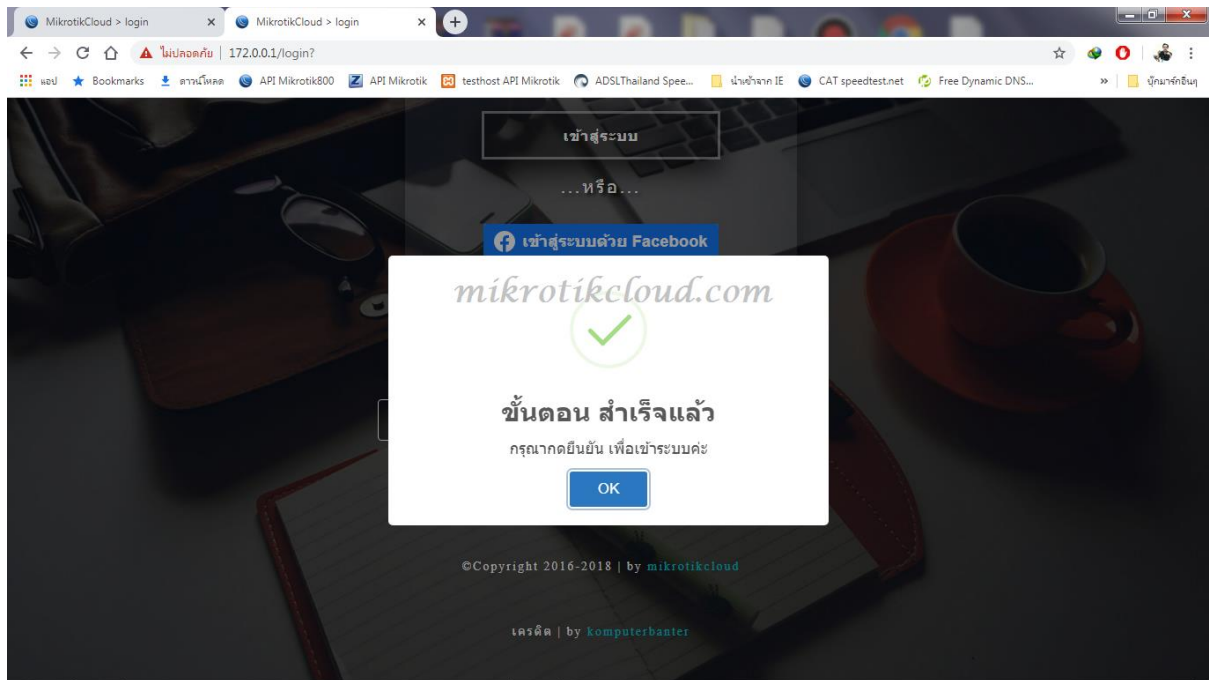 MikrotikCloud > login
MikrotikCloud > login
ไม่ปลอดภัย | 172.0.0.1/login?
แอป
Bookmarks
ดาวน์โหลด
API Mikrotik800
API Mikrotik
testhost API Mikrotik
ADSLThailand Spee...
นำเข้าจาก IE
CAT speedtest.net
Free Dynamic DNS...
»
บุ๊กมาร์กอื่นๆ
เข้าสู่ระบบ
...หรือ...
เข้าสู่ระบบด้วย Facebook
mikrotikcloud.com
ขั้นตอน สำเร็จแล้ว
กรุณากดยืนยัน เพื่อเข้าระบบค่ะ
OK
©Copyright 2016-2018 | by mikrotikcloud
เครดิต | by komputerbanter